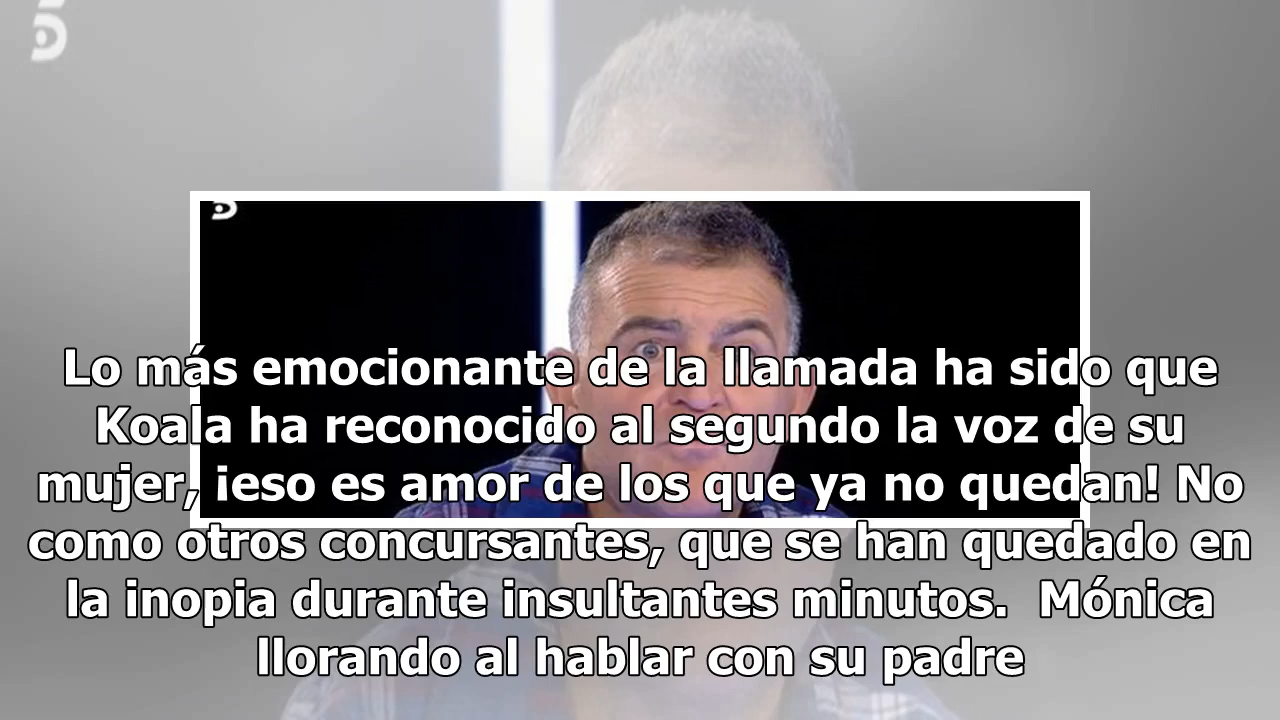 5
5
Lo más emocionante de la llamada ha sido que
Koala ha reconocido al segundo la voz de su
mujer, ¡eso es amor de los que ya no quedan! No
como otros concursantes, que se han quedado en
la inopia durante insultantes minutos.  Mónica
llorando al hablar con su padre